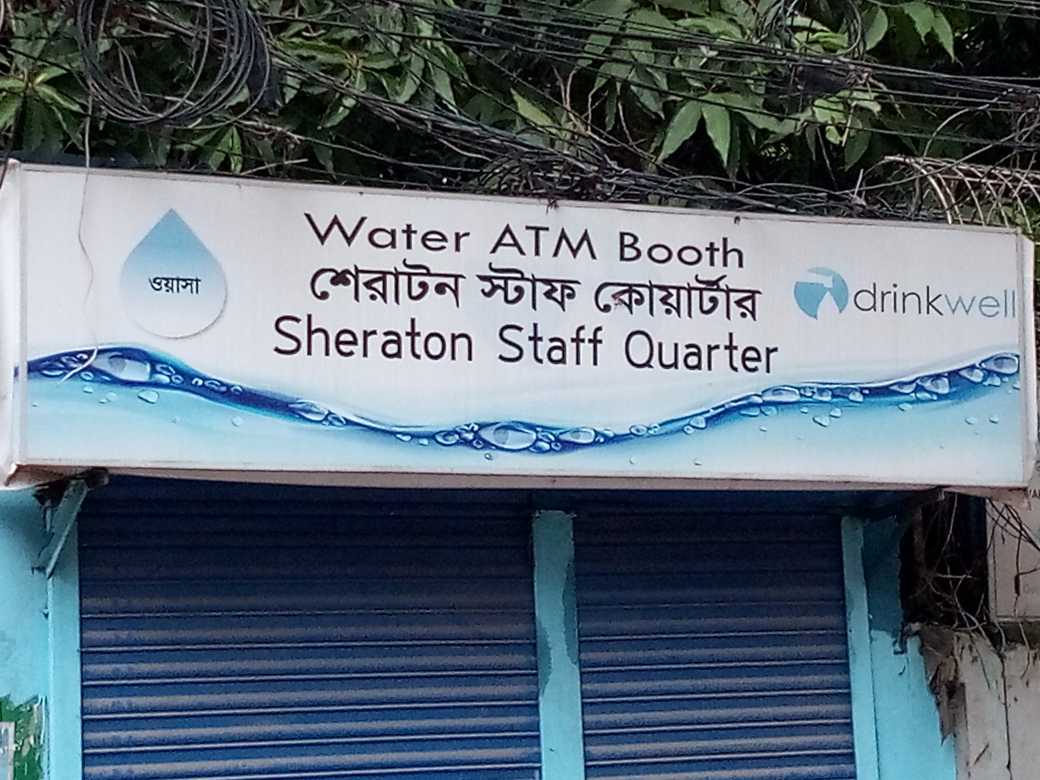 Water ATM Booth
ওয়াসা
শেরাটন স্টাফ কোয়ার্টার
drinkwell
Sheraton Staff Quarter